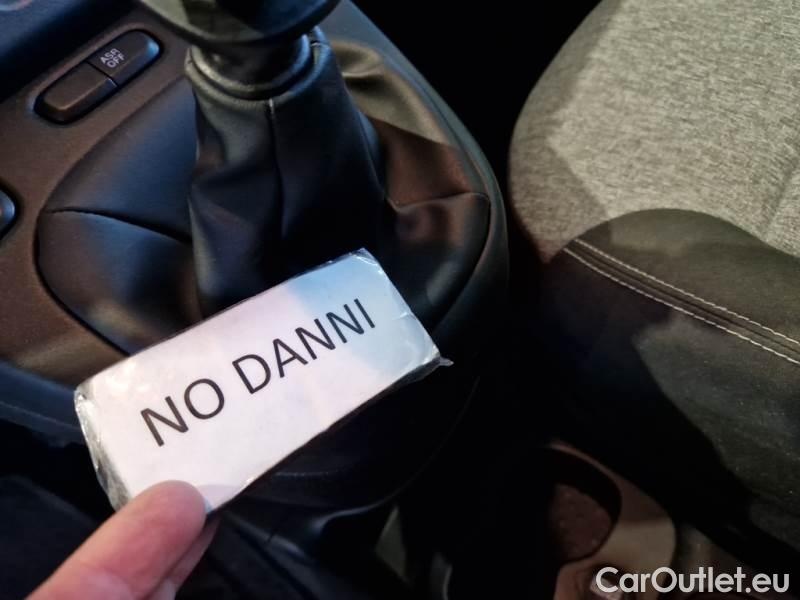 ASR
OFF
NO DANNI
CarOutlet.eu